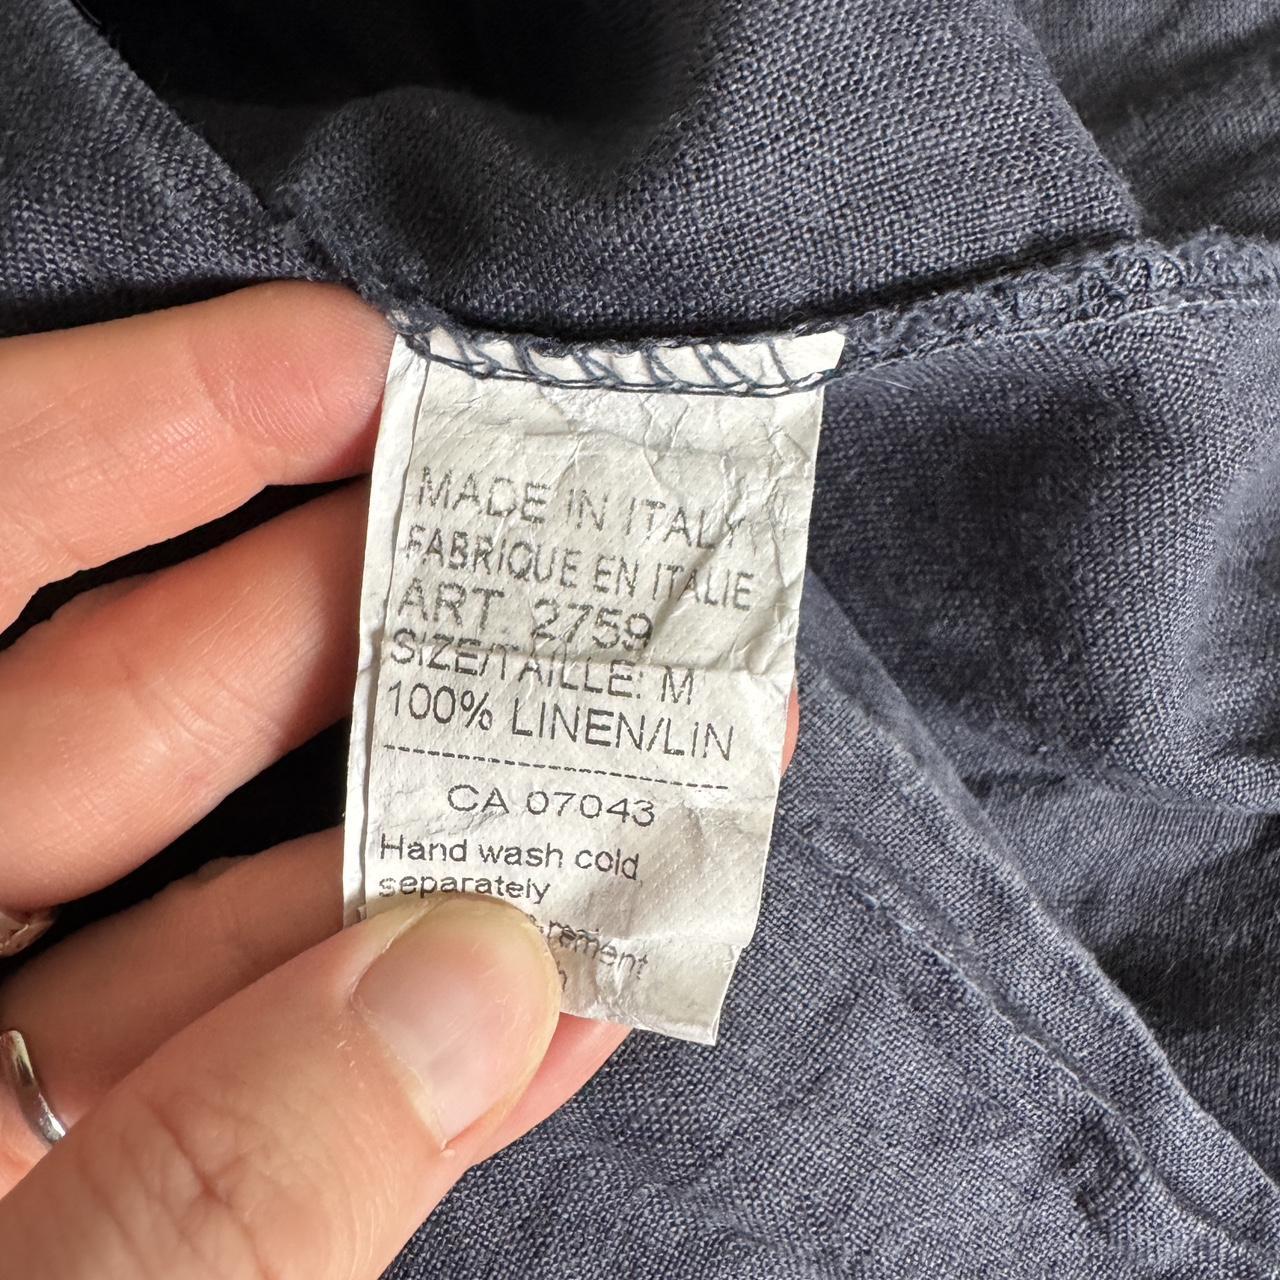 MADE IN ITALY
FABRIQUE EN ITALIE
ART. 2759
SIZE/TAILLE: M
100% LINEN/LIN
--------------------------------
CA 07043
Hand wash cold
separately